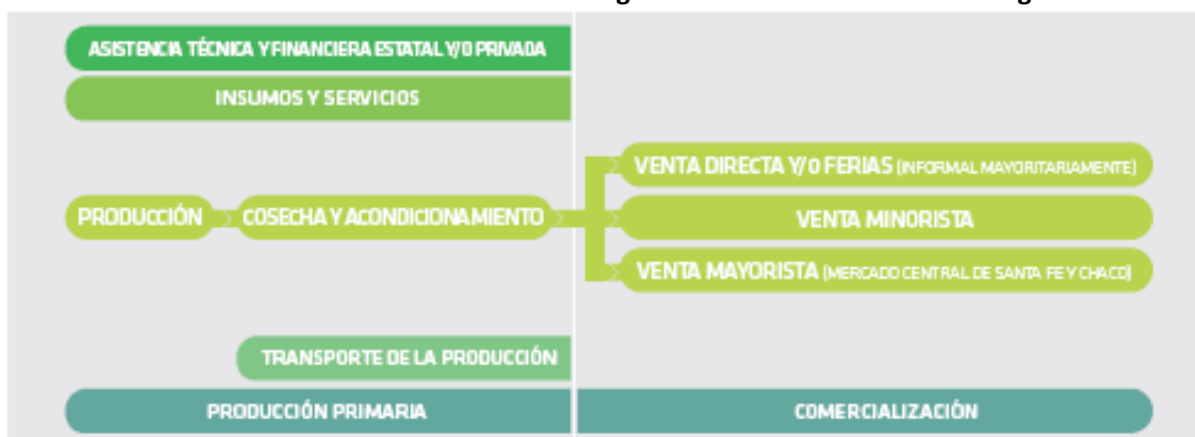 ASISTENCIA TÉCNICA Y FINANCIERA ESTATAL Y/O PRIVADA
INSUMOS Y SERVICIOS
VENTA DIRECTA Y/O FERIAS (INFORMAL MAYORITARIAMENTE)
PRODUCCIÓN
COSECHA Y ACONDICIONAMIENTO
VENTA MINORISTA
VENTA MAYORISTA (MERCADO CENTRAL DE SANTA FE Y CHACO)
TRANSPORTE DE LA PRODUCCIÓN
PRODUCCIÓN PRIMARIA
COMERCIALIZACIÓN